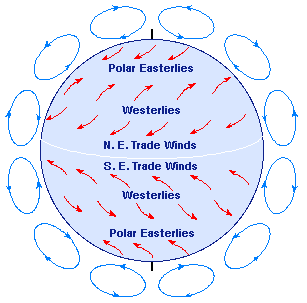 Polar Easterlies
Westerlies
N. E. Trade Winds
S. E. Trade Winds
Westerlies
Polar Easterlies